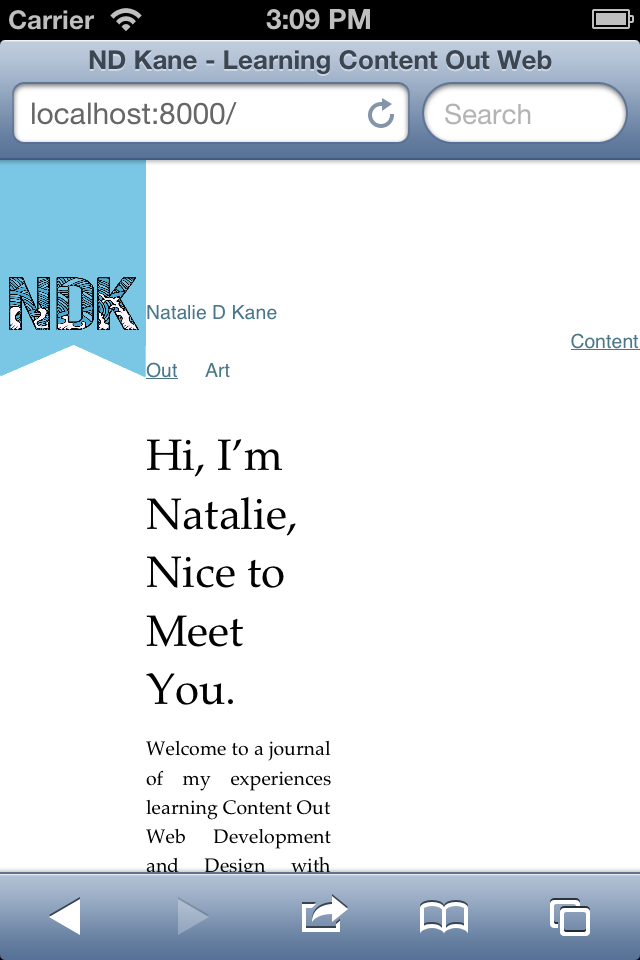 Carrier 3:09 PM
ND Kane - Learning Content Out Web
localhost:8000/ Search
NDK
Natalie D Kane
Content
Out Art
Hi, I’m
Natalie,
Nice to
Meet
You.
Welcome to a journal
of my experiences
learning Content Out
Web Development
and Design with